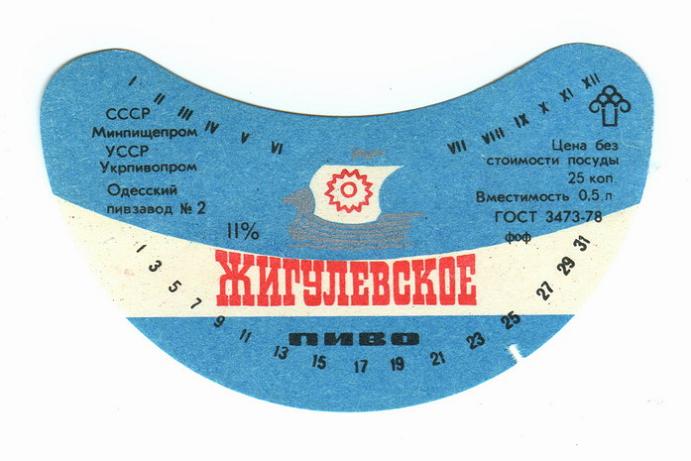 I II III IV V VI VII VIII IX X XI XII
СССР
Минпищепром
УССР
Укрпивопром
Одесский
пивзавод № 2
Цена без
стоимости посуды
25 коп.
Вместимость 0,5 л
ГОСТ 3473-78
фоф
11%
ЖИГУЛЕВСКОЕ
ПИВО
1 3 5 7 9 11 13 15 17 19 21 23 25 27 29 31